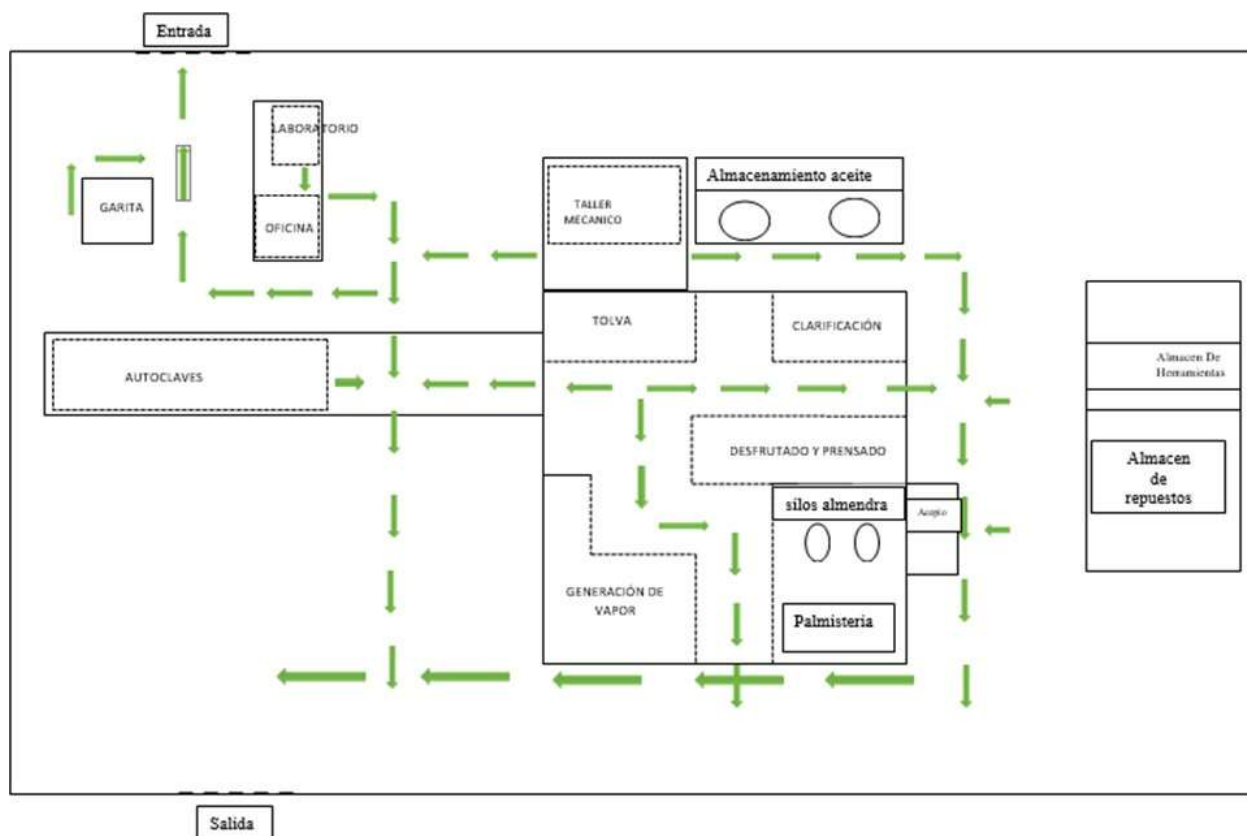 Entrada
LABORATORIO
GARITA
OFICINA
TALLER
MECANICO
Almacenamiento aceite
TOLVA
CLARIFICACIÓN
AUTOCLAVES
Almacen De
Herramientas
DESFRUTADO Y PRENSADO
Almacen
de
repuestos
silos almendra
Acopio
GENERACIÓN DE
VAPOR
Palmisteria
Salida